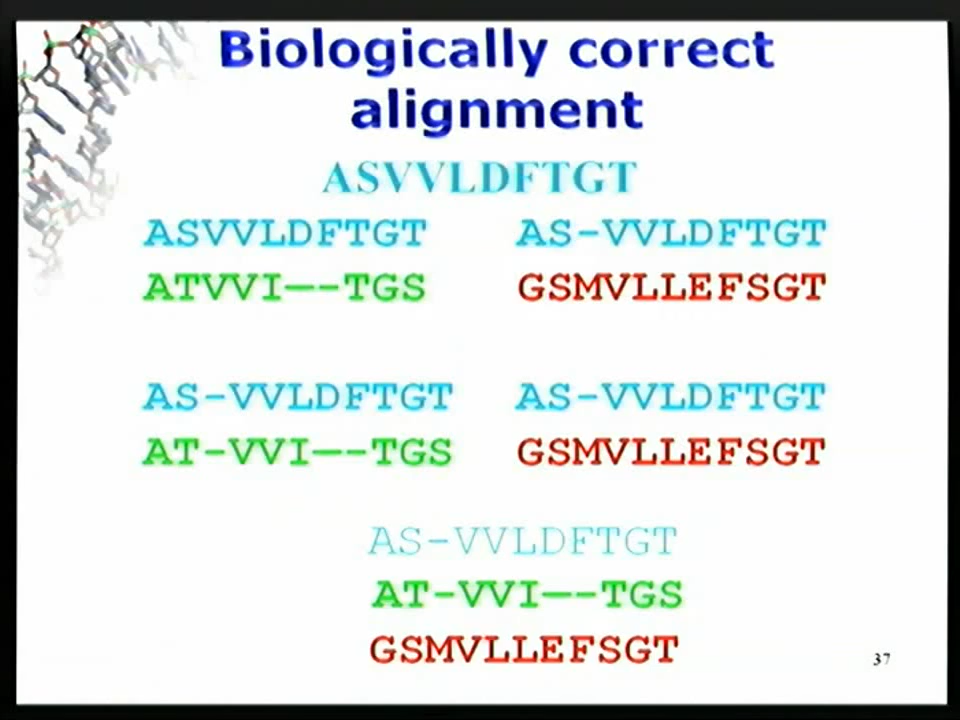 Biologically correct
alignment
ASVVLDFTGT
ASVVLDFTGT AS-VVLDFTGT
ATVVI—-TGS GSMVLLEFSGT
AS-VVLDFTGT AS-VVLDFTGT
AT-VVI—-TGS GSMVLLEFSGT
AS-VVLDFTGT
AT-VVI—-TGS
GSMVLLEFSGT
37